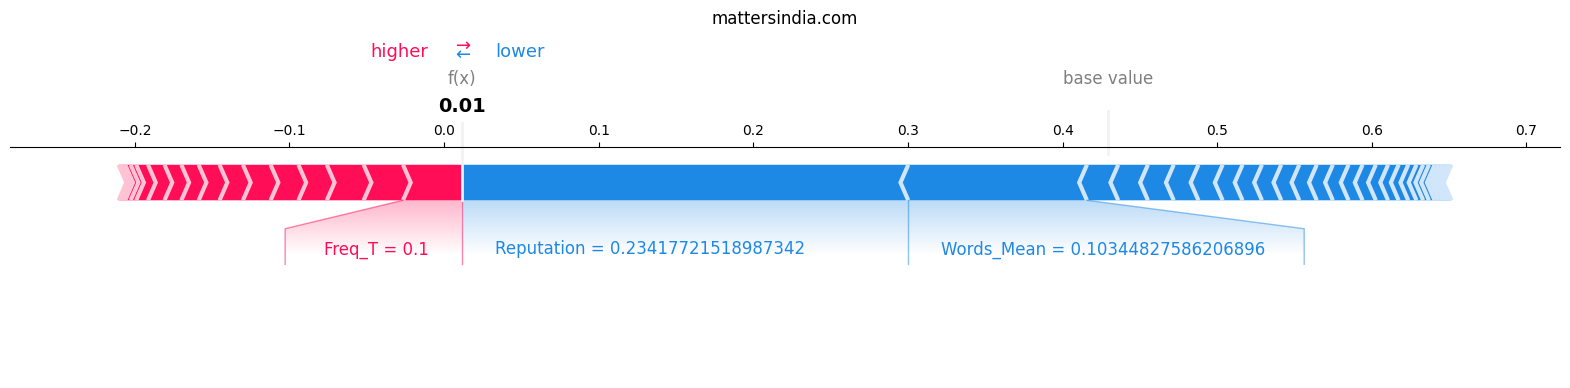 mattersindia.com
higher ⇄ lower
f(x) base value
0.01
−0.2 −0.1 0.0 0.1 0.2 0.3 0.4 0.5 0.6 0.7
Freq_T = 0.1 Reputation = 0.23417721518987342 Words_Mean = 0.10344827586206896